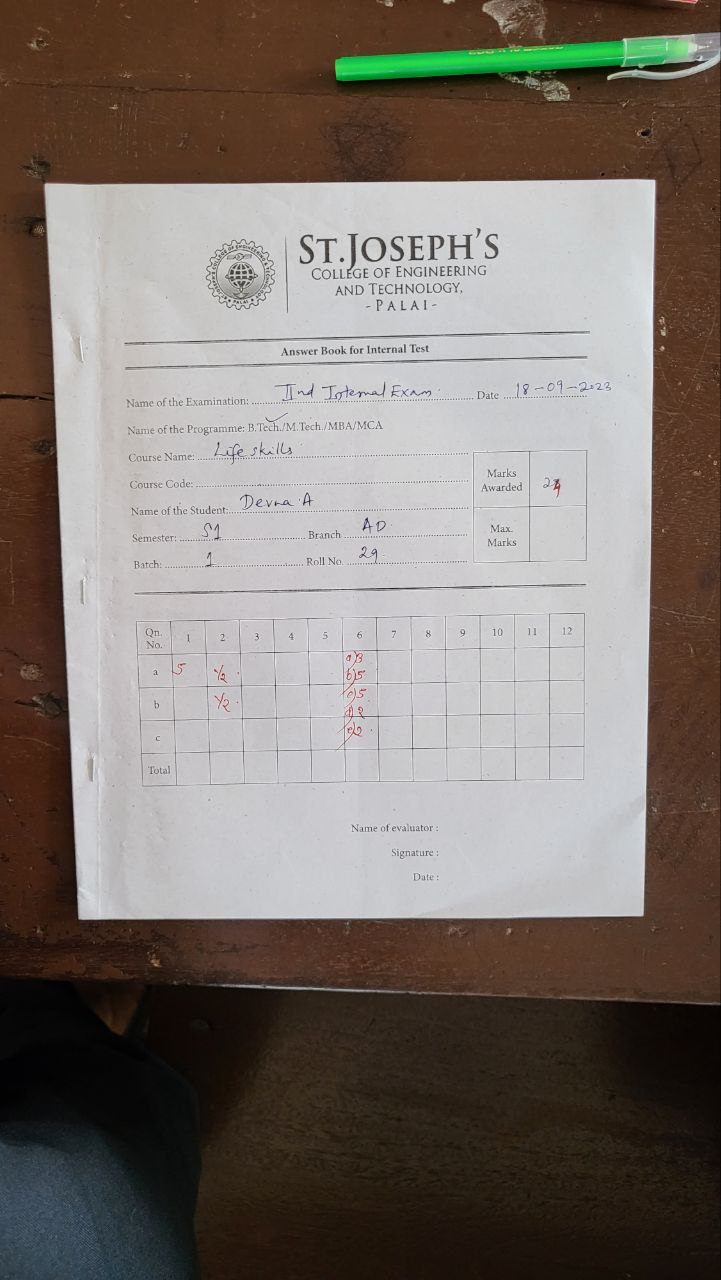 ST.JOSEPH'S
COLLEGE OF ENGINEERING
AND TECHNOLOGY,
-PALAI-
Answer Book for Internal Test
Name of the Examination: IInd Internal Exam. Date 18-09-2023
Name of the Programme: B.Tech./M.Tech./MBA/MCA
Course Name: Life skills
Course Code:
Name of the Student: Devna A
Marks Awarded
Semester: S1 Branch AD
Max. Marks
Batch: 1 Roll No. 29
Qn. No. 1 2 3 4 5 6 7 8 9 10 11 12
a 5 1/2 a)3
b)5
b 1/2 c)5
d)2
c e)2
Total
Name of evaluator :
Signature :
Date :